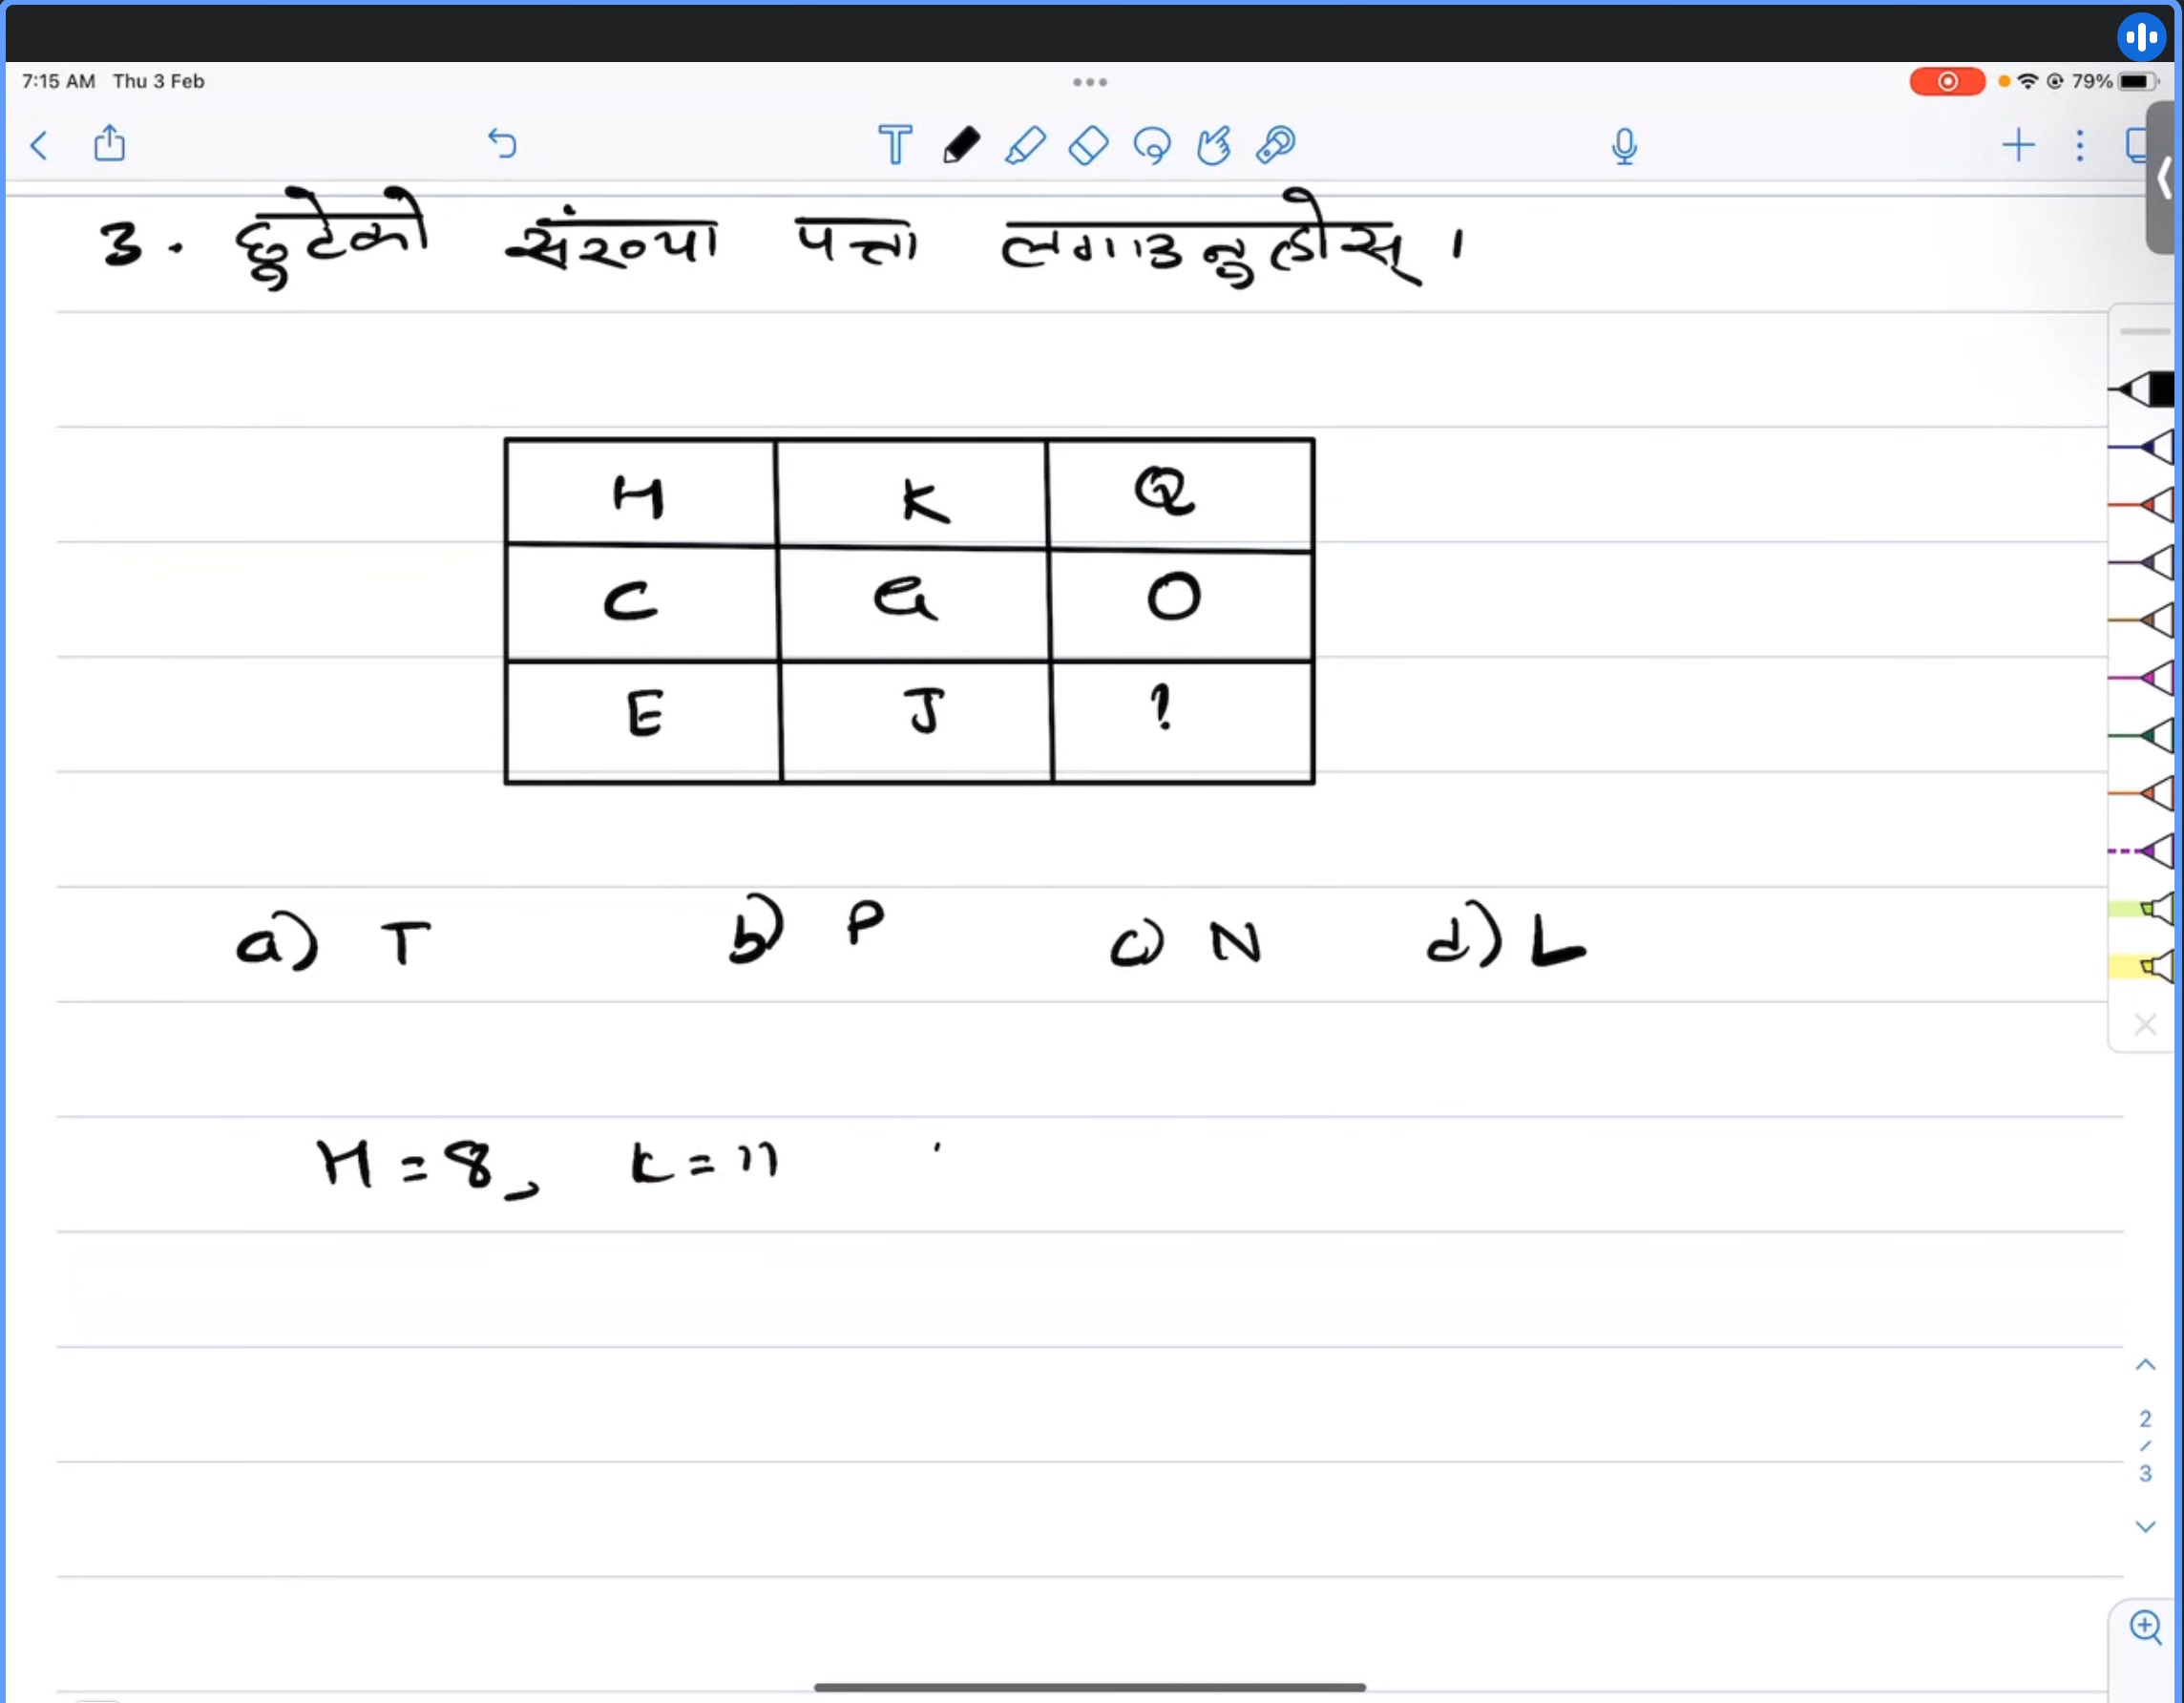 7:15 AM Thu 3 Feb 79%
3. छुटेको संख्या पत्ता लगाउनुहोस् ।
H K Q
C G O
E J ?
a) T b) P c) N d) L
H = 8, K = 11
2
/
3